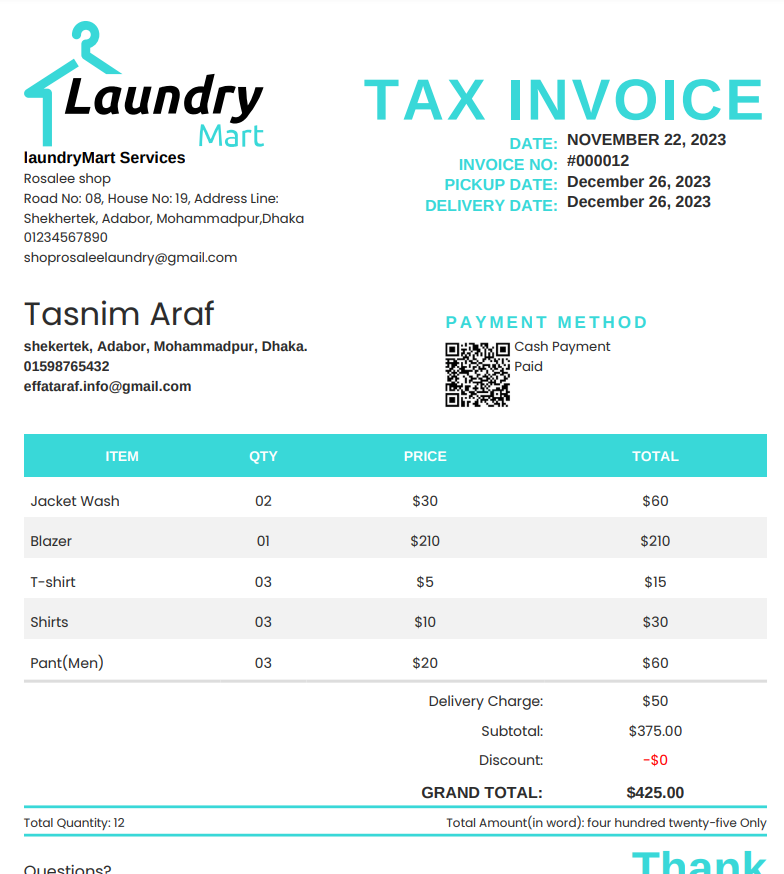 Laundry
Mart
TAX INVOICE
DATE: NOVEMBER 22, 2023
INVOICE NO: #000012
PICKUP DATE: December 26, 2023
DELIVERY DATE: December 26, 2023
laundryMart Services
Rosalee shop
Road No: 08, House No: 19, Address Line:
Shekhertek, Adabor, Mohammadpur,Dhaka
01234567890
shoprosaleelaundry@gmail.com
Tasnim Araf
shekertek, Adabor, Mohammadpur, Dhaka.
01598765432
effataraf.info@gmail.com
PAYMENT METHOD
Cash Payment
Paid
ITEM QTY PRICE TOTAL
Jacket Wash 02 $30 $60
Blazer 01 $210 $210
T-shirt 03 $5 $15
Shirts 03 $10 $30
Pant(Men) 03 $20 $60
Delivery Charge: $50
Subtotal: $375.00
Discount: -$0
GRAND TOTAL: $425.00
Total Quantity: 12 Total Amount(in word): four hundred twenty-five Only
Questions? Thank